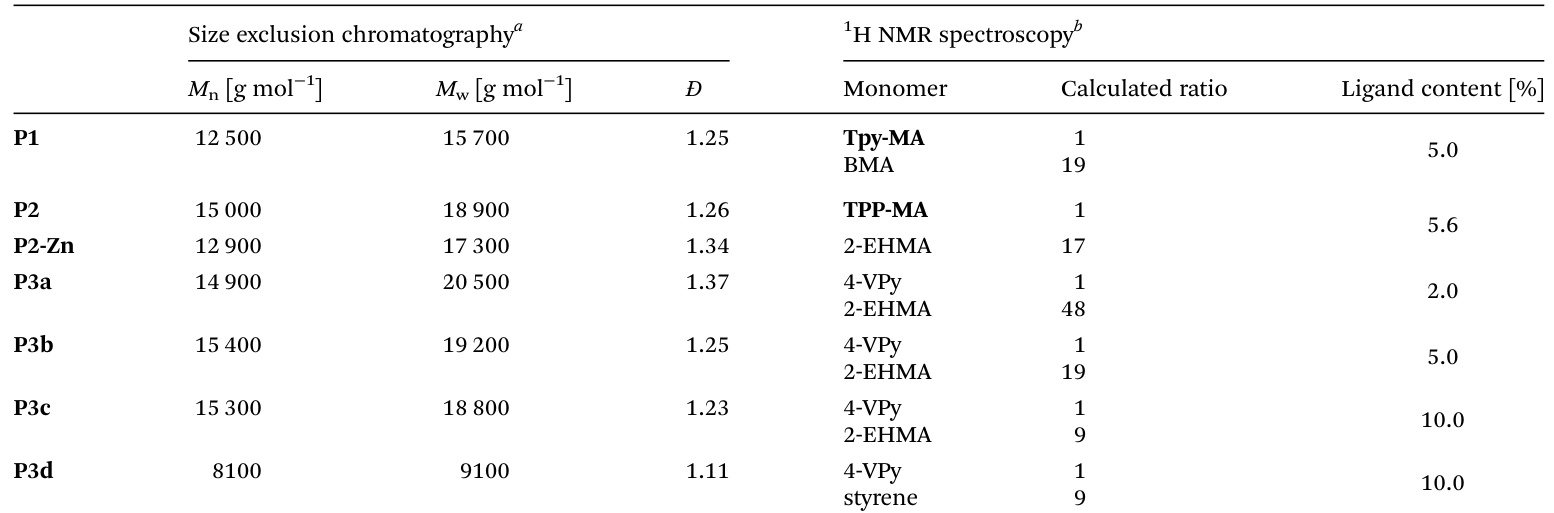 Size exclusion chromatographyᵃ ¹H NMR spectroscopyᵇ
Mn [g mol⁻¹] Mw [g mol⁻¹] Đ Monomer Calculated ratio Ligand content [%]
P1 12 500 15 700 1.25 Tpy-MA 1 5.0
BMA 19
P2 15 000 18 900 1.26 TPP-MA 1 5.6
P2-Zn 12 900 17 300 1.34 2-EHMA 17
P3a 14 900 20 500 1.37 4-VPy 1 2.0
2-EHMA 48
P3b 15 400 19 200 1.25 4-VPy 1 5.0
2-EHMA 19
P3c 15 300 18 800 1.23 4-VPy 1 10.0
2-EHMA 9
P3d 8100 9100 1.11 4-VPy 1 10.0
styrene 9